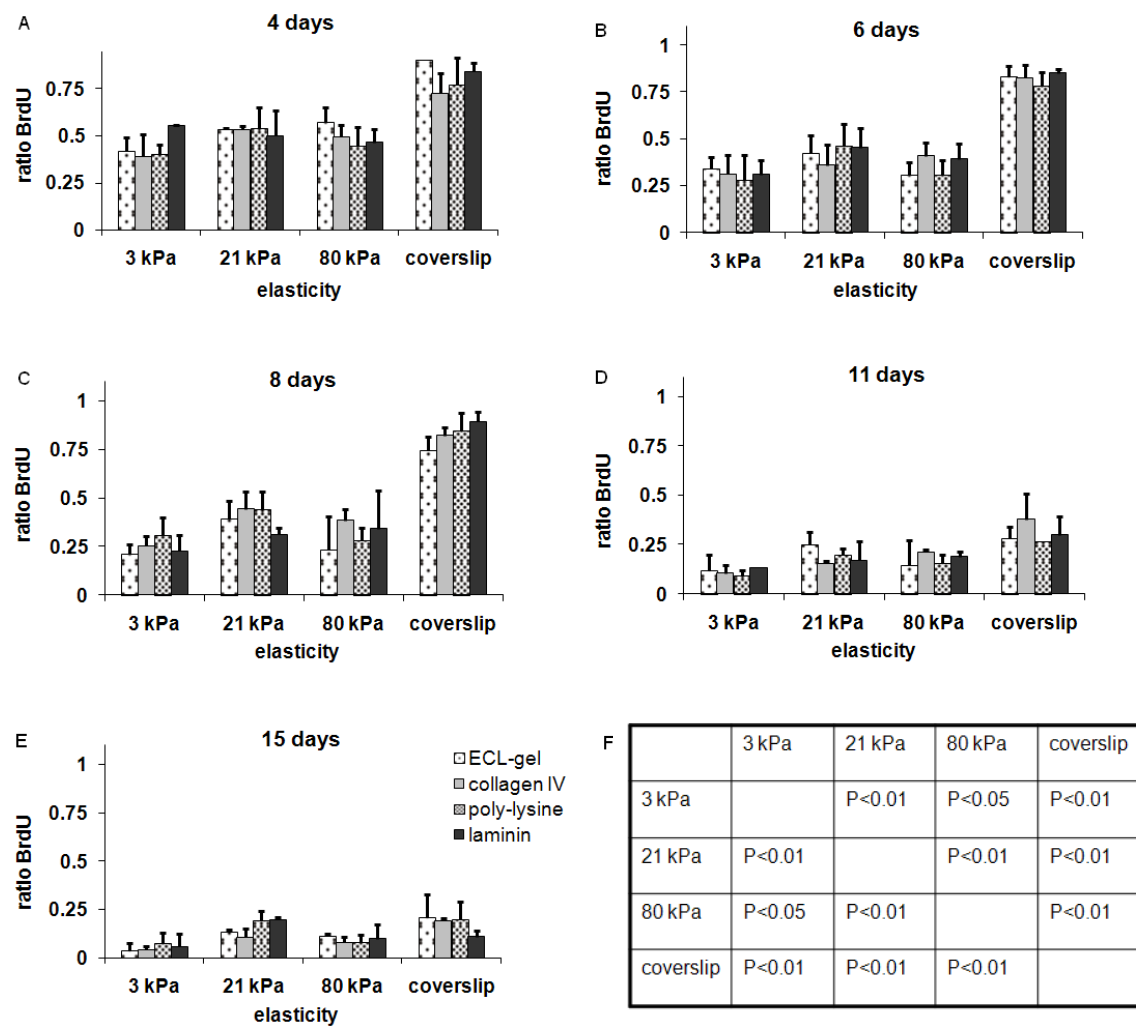 A
4 days
ratio BrdU
0.75
0.5
0.25
0
3 kPa 21 kPa 80 kPa coverslip
elasticity
B
6 days
ratio BrdU
1
0.75
0.5
0.25
0
3 kPa 21 kPa 80 kPa coverslip
elasticity
C
8 days
ratio BrdU
1
0.75
0.5
0.25
0
3 kPa 21 kPa 80 kPa coverslip
elasticity
D
11 days
ratio BrdU
1
0.75
0.5
0.25
0
3 kPa 21 kPa 80 kPa coverslip
elasticity
E
15 days
ratio BrdU
1
0.75
0.5
0.25
0
ECL-gel
collagen IV
poly-lysine
laminin
3 kPa 21 kPa 80 kPa coverslip
elasticity
F
3 kPa 21 kPa 80 kPa coverslip
3 kPa P<0.01 P<0.05 P<0.01
21 kPa P<0.01 P<0.01 P<0.01
80 kPa P<0.05 P<0.01 P<0.01
coverslip P<0.01 P<0.01 P<0.01